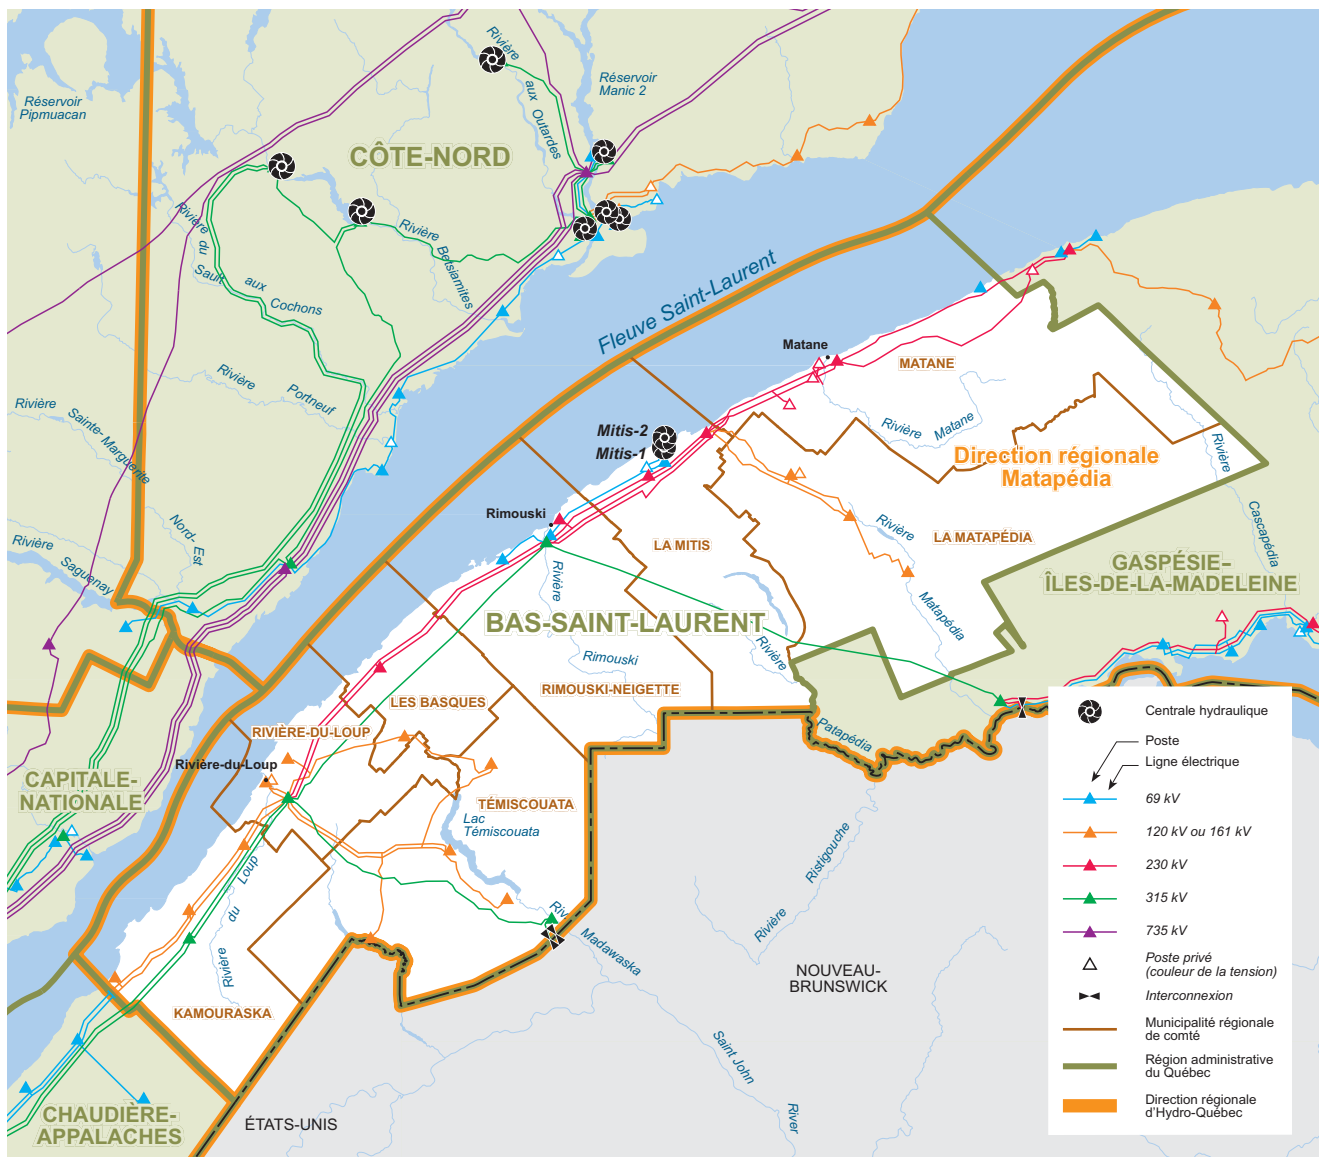 Rivière
aux Outardes
Réservoir
Manic 2
Réservoir
Pipmuacan
CÔTE-NORD
Rivière
Betsiamites
Rivière du
Sault
aux
Cochons
Fleuve Saint-Laurent
Matane
MATANE
Rivière
Portneuf
Rivière
Sainte-Marguerite
Nord-Est
Rivière
Matane
Mitis-2
Mitis-1
Direction régionale
Matapédia
Rivière
Cascapédia
Rimouski
Rivière
Matapédia
LA MITIS
LA MATAPÉDIA
Rivière
Saguenay
GASPÉSIE–
ÎLES-DE-LA-MADELEINE
BAS-SAINT-LAURENT
Rivière
Rimouski
Rivière
Patapédia
RIMOUSKI-NEIGETTE
LES BASQUES
RIVIÈRE-DU-LOUP
Rivière-du-Loup
CAPITALE-
NATIONALE
TÉMISCOUATA
Lac
Témiscouata
Rivière
du
Loup
Riv
Madawaska
Rivière
Ristigouche
KAMOURASKA
NOUVEAU-
BRUNSWICK
Saint John
River
CHAUDIÈRE-
APPALACHES
ÉTATS-UNIS
Centrale hydraulique
Poste
Ligne électrique
69 kV
120 kV ou 161 kV
230 kV
315 kV
735 kV
Poste privé
(couleur de la tension)
Interconnexion
Municipalité régionale
de comté
Région administrative
du Québec
Direction régionale
d'Hydro-Québec